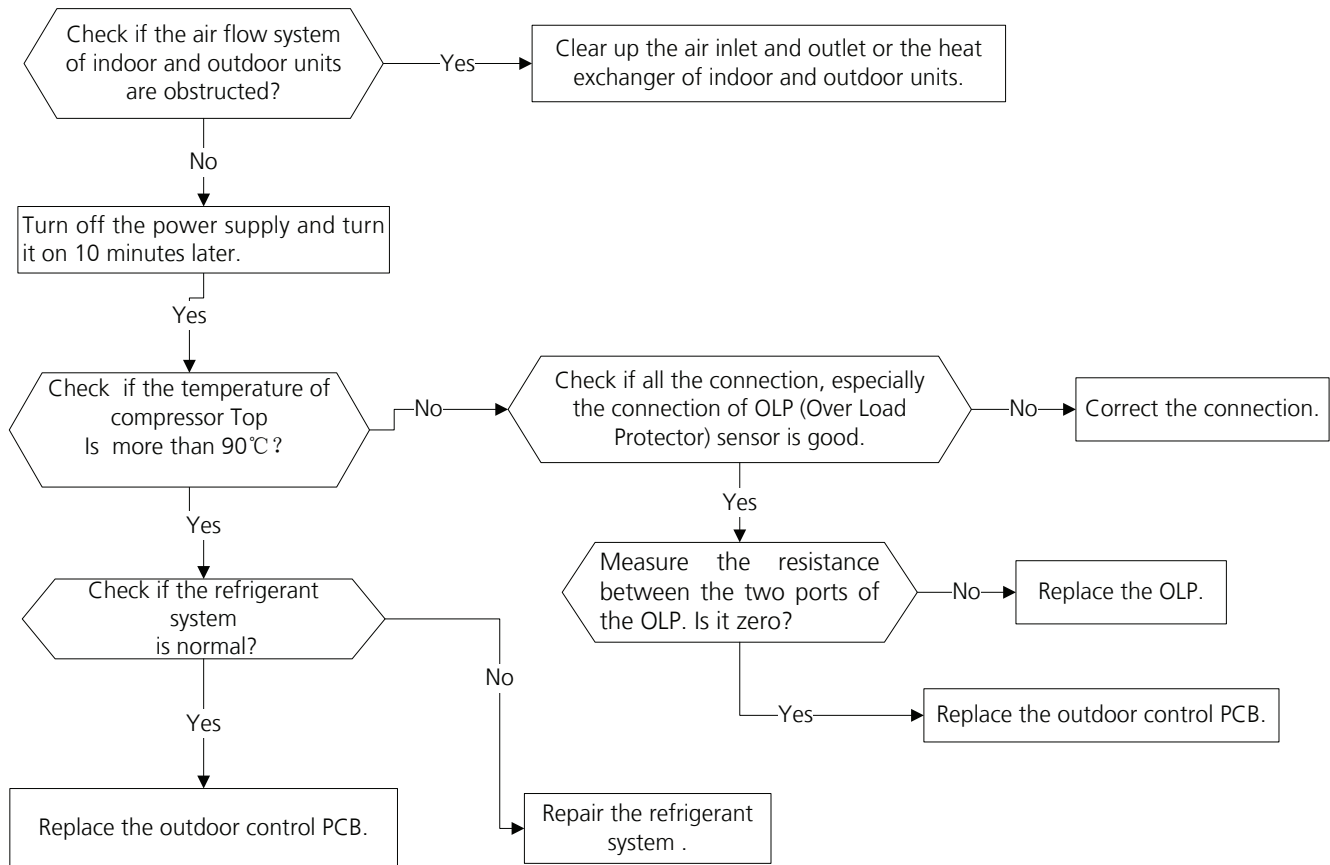 Check if the air flow system
of indoor and outdoor units
are obstructed?
Yes
Clear up the air inlet and outlet or the heat
exchanger of indoor and outdoor units.
No
Turn off the power supply and turn
it on 10 minutes later.
Yes
Check if the temperature of
compressor Top
Is more than 90℃?
No
Check if all the connection, especially
the connection of OLP (Over Load
Protector) sensor is good.
No
Correct the connection.
Yes
Yes
Measure the resistance
between the two ports of
the OLP. Is it zero?
No
Replace the OLP.
Check if the refrigerant
system
is normal?
No
Yes
Yes
Replace the outdoor control PCB.
Replace the outdoor control PCB.
Repair the refrigerant
system .